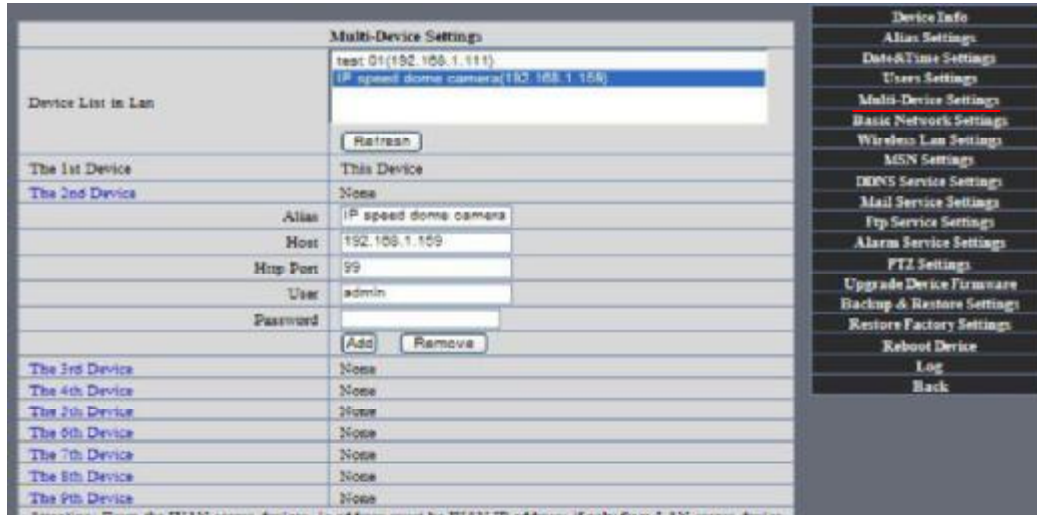 Multi-Device Settings
Device List in Lan
test 01(192.168.1.111)
IP speed dome camera(192.168.1.159)
Refresh
The 1st Device This Device
The 2nd Device None
Alias IP speed dome camera
Host 192.168.1.159
Http Port 99
User admin
Password
Add Remove
The 3rd Device None
The 4th Device None
The 5th Device None
The 6th Device None
The 7th Device None
The 8th Device None
The 9th Device None
Device Info
Alias Settings
Date&Time Settings
Users Settings
Multi-Device Settings
Basic Network Settings
Wireless Lan Settings
MSN Settings
DDNS Service Settings
Mail Service Settings
Ftp Service Settings
Alarm Service Settings
PTZ Settings
Upgrade Device Firmware
Backup & Restore Settings
Restore Factory Settings
Reboot Device
Log
Back